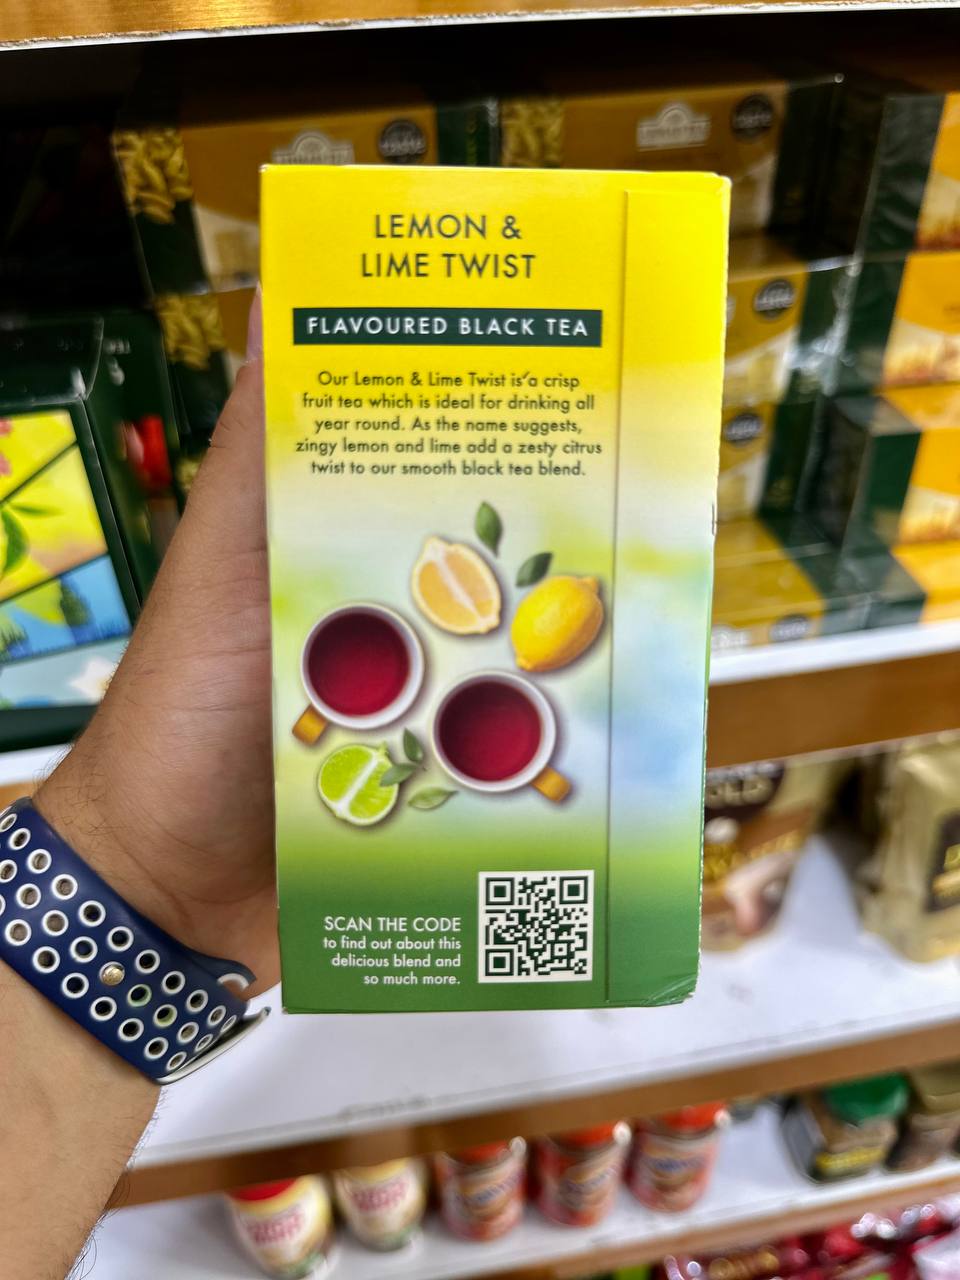 LEMON &
LIME TWIST
FLAVOURED BLACK TEA
Our Lemon & Lime Twist is a crisp
fruit tea which is ideal for drinking all
year round. As the name suggests,
zingy lemon and lime add a zesty citrus
twist to our smooth black tea blend.
SCAN THE CODE
to find out about this
delicious blend and
so much more.